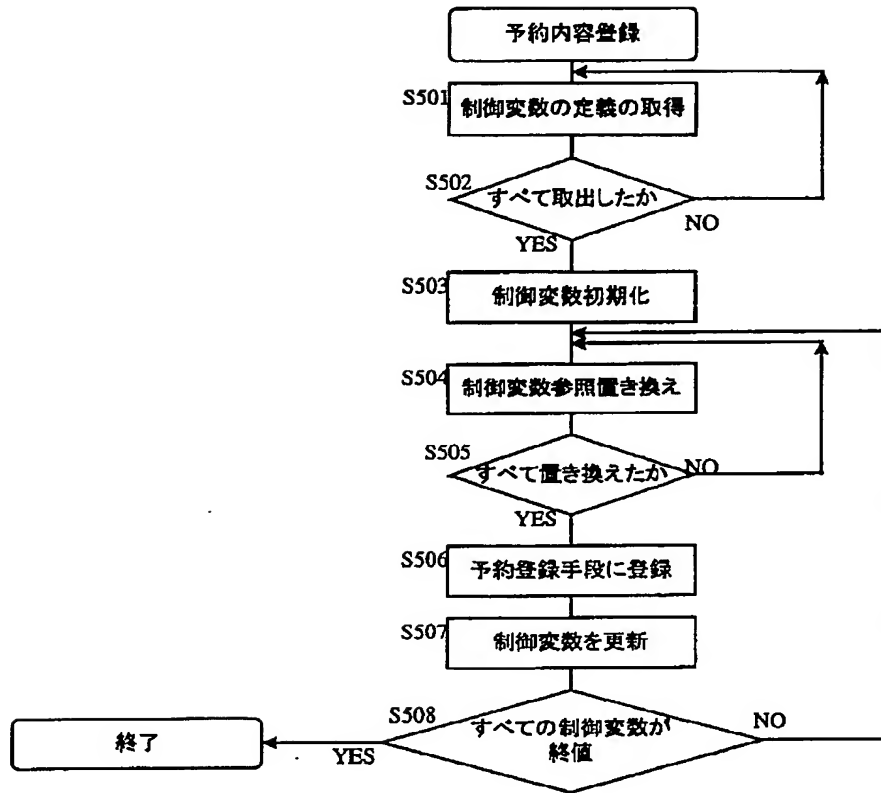 予約内容登録
S501
制御変数の定義の取得
S502
すべて取出したか
NO
YES
S503
制御変数初期化
S504
制御変数参照置き換え
S505
すべて置き換えたか
NO
YES
S506
予約登録手段に登録
S507
制御変数を更新
S508
すべての制御変数が
終値
NO
YES
終了